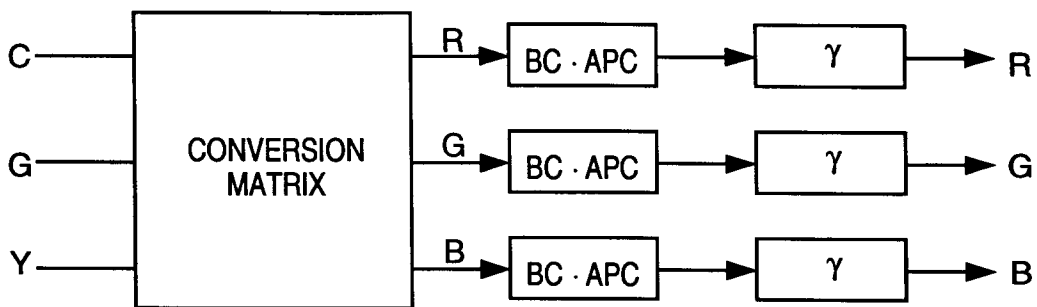 C
R
BC · APC
γ
R
G
CONVERSION
MATRIX
G
BC · APC
γ
G
Y
B
BC · APC
γ
B